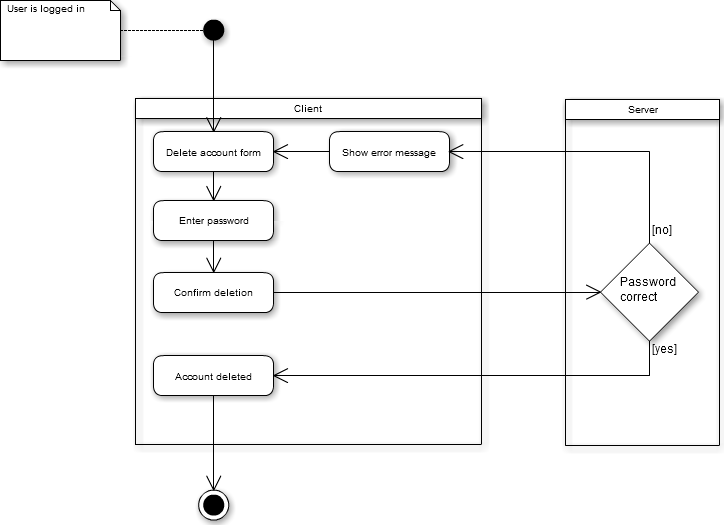 User is logged in
Client
Server
Delete account form
Show error message
Enter password
[no]
Confirm deletion
Password
correct
[yes]
Account deleted